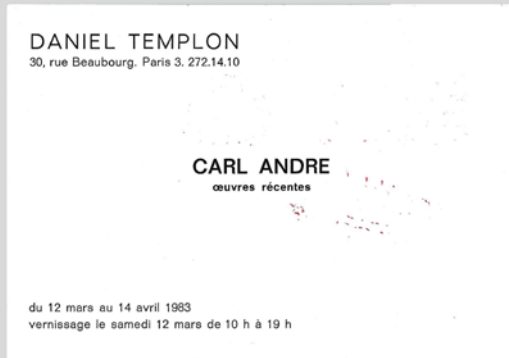 DANIEL TEMPLON
30, rue Beaubourg. Paris 3. 272.14.10
CARL ANDRE
œuvres récentes
du 12 mars au 14 avril 1983
vernissage le samedi 12 mars de 10 h à 19 h